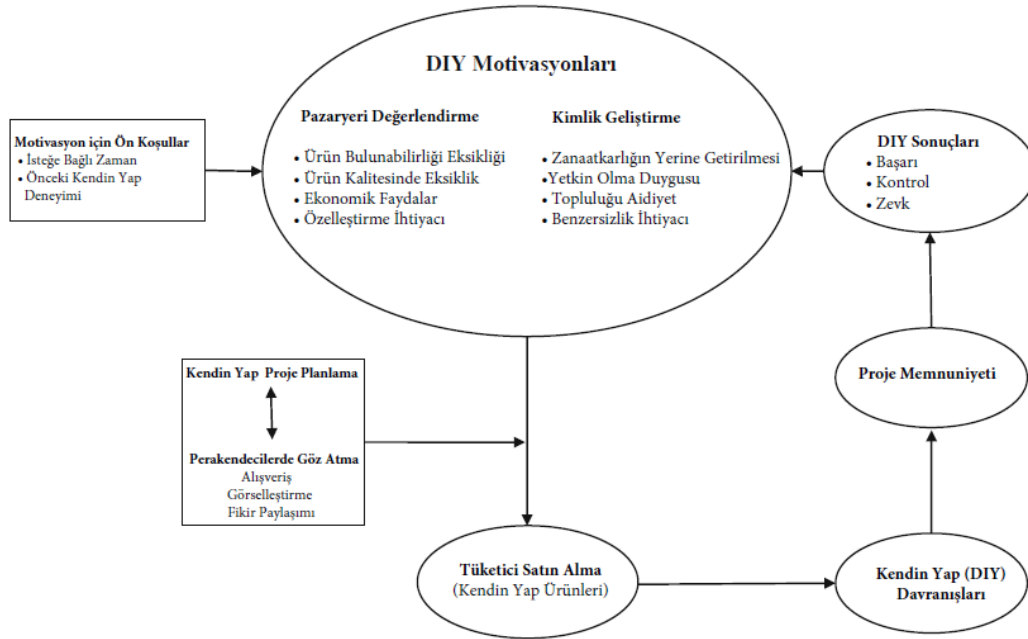 DIY Motivasyonları
Pazaryeri Değerlendirme
• Ürün Bulunabilirliği Eksikliği
• Ürün Kalitesinde Eksiklik
• Ekonomik Faydalar
• Özelleştirme İhtiyacı
Kimlik Geliştirme
• Zanaatkarlığın Yerine Getirilmesi
• Yetkin Olma Duygusu
• Topluluğu Aidiyet
• Benzersizlik İhtiyacı
Motivasyon için Ön Koşullar
• İsteğe Bağlı Zaman
• Önceki Kendin Yap
Deneyimi
DIY Sonuçları
• Başarı
• Kontrol
• Zevk
Kendin Yap Proje Planlama
Perakendecilerde Göz Atma
Alışveriş
Görselleştirme
Fikir Paylaşımı
Proje Memnuniyeti
Tüketici Satın Alma
(Kendin Yap Ürünleri)
Kendin Yap (DIY)
Davranışları